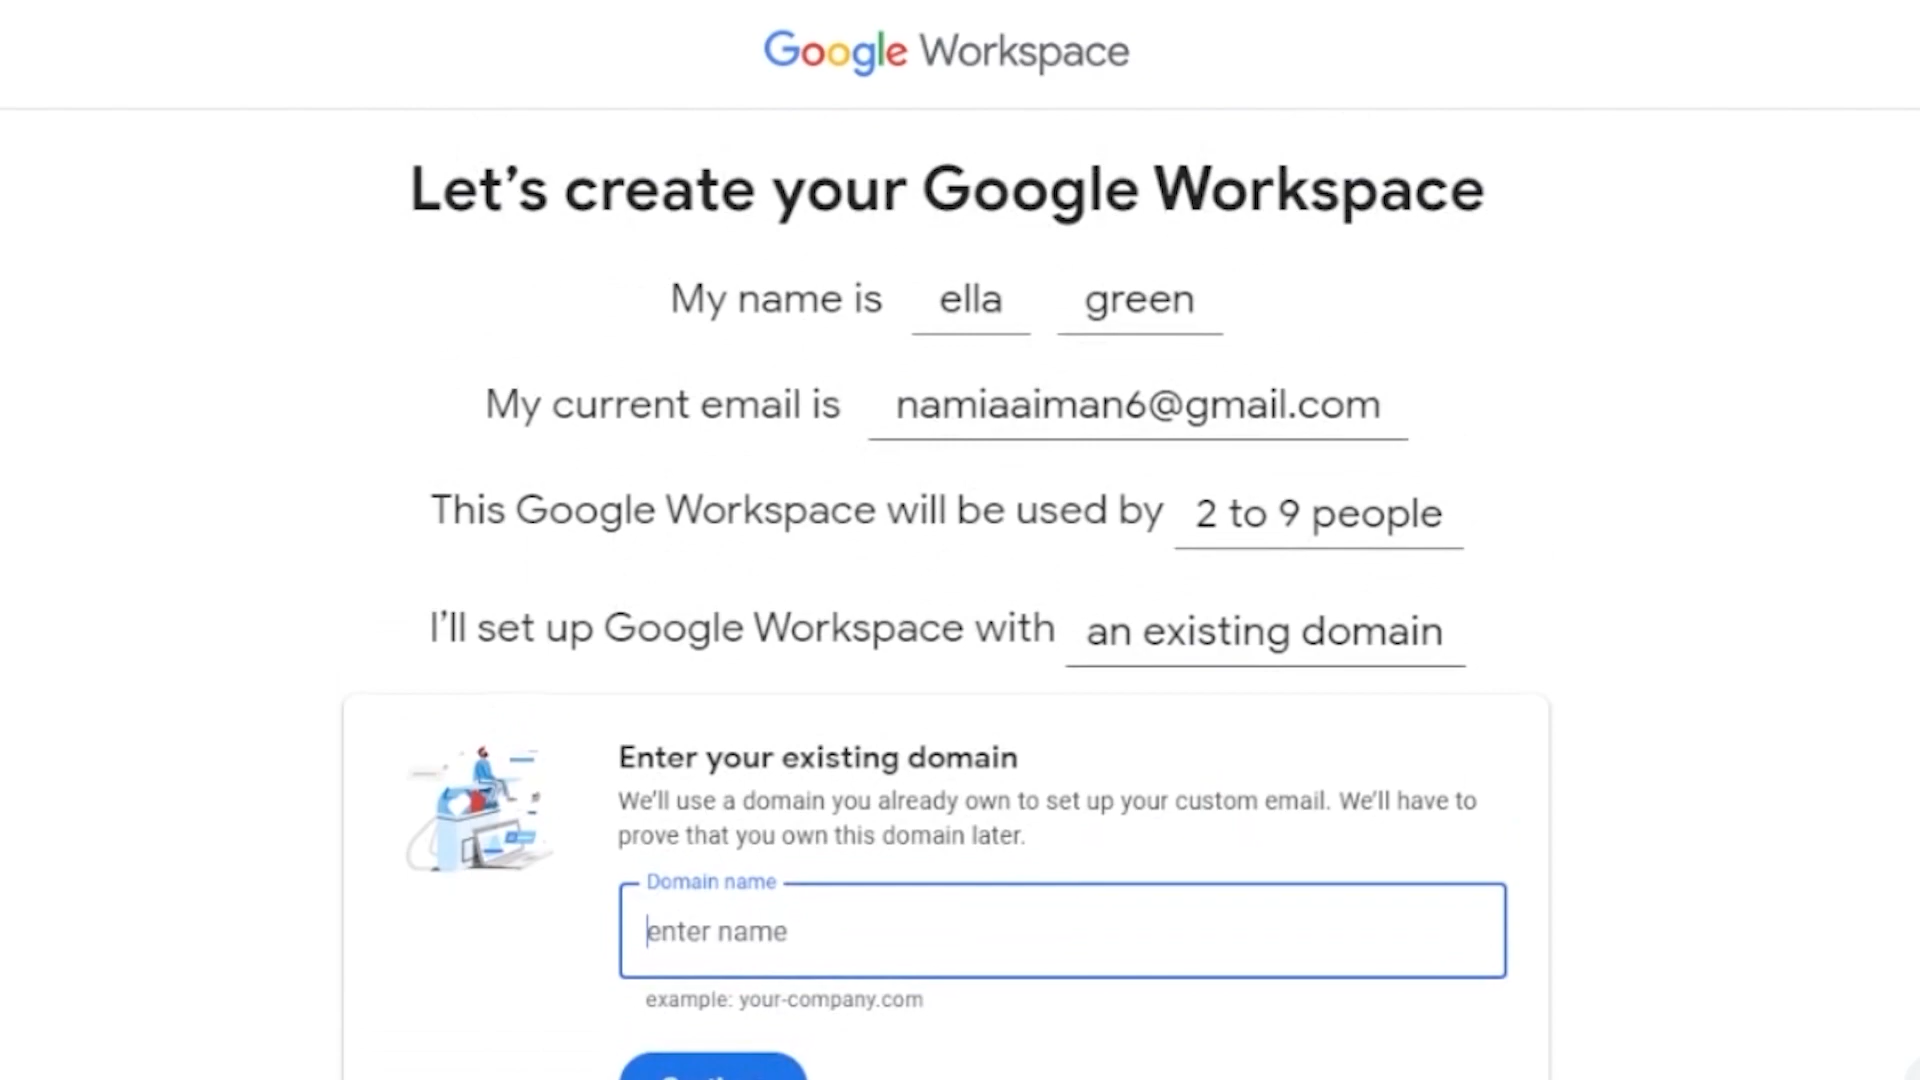 Google Workspace
Let's create your Google Workspace
My name is ella green
My current email is namiaaiman6@gmail.com
This Google Workspace will be used by 2 to 9 people
I'll set up Google Workspace with an existing domain
Enter your existing domain
We'll use a domain you already own to set up your custom email. We'll have to
prove that you own this domain later.
Domain name
enter name
example: your-company.com